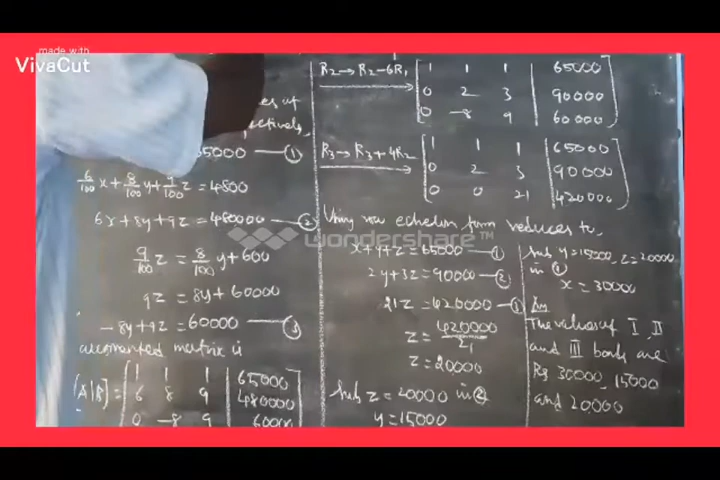 made with
VivaCut
es of
ectively,
65000 —①
6/100 x + 8/100 y + 9/100 z = 4800
6x + 8y + 9z = 480000 —②
9/100 z = 8/100 y + 600
9z = 8y + 60000
-8y + 9z = 60000 —③
augmented matrix is
[A|B] = [1 1 1 | 65000
6 8 9 | 480000
0 -8 9 | 60000
R2 → R2 - 6R1 [1 1 1 | 65000
0 2 3 | 90000
0 -8 9 | 60000]
R3 → R3 + 4R2 [1 1 1 | 65000
0 2 3 | 90000
0 0 21 | 420000]
Using row echelon form reduces to
wondershare™
x + y + z = 65000 —①
2y + 3z = 90000 —②
21z = 420000 —③
z = 420000/21
z = 20000
Sub z = 20000 in ②
y = 15000
Sub y = 15000, z = 20000
in ①
x = 30000
The values of I, II
and III bonds are
Rs 30000, 15000
and 20,000